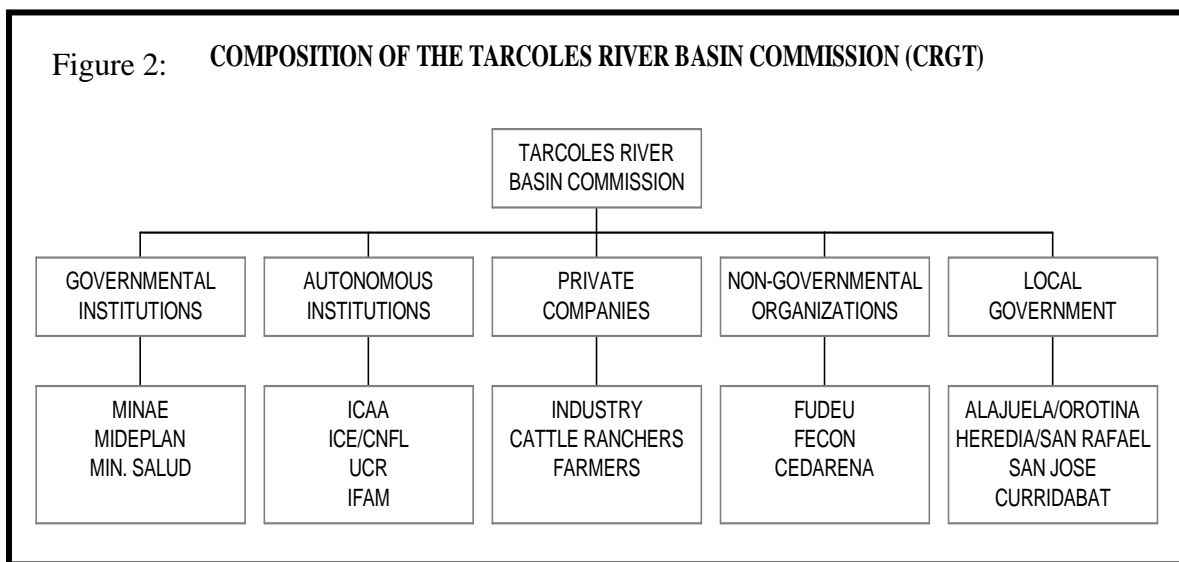 Figure 2: COMPOSITION OF THE TARCOLES RIVER BASIN COMMISSION (CRGT)
TARCOLES RIVER
BASIN COMMISSION
GOVERNMENTAL
INSTITUTIONS
AUTONOMOUS
INSTITUTIONS
PRIVATE
COMPANIES
NON-GOVERNMENTAL
ORGANIZATIONS
LOCAL
GOVERNMENT
MINAE
MIDEPLAN
MIN. SALUD
ICAA
ICE/CNFL
UCR
IFAM
INDUSTRY
CATTLE RANCHERS
FARMERS
FUDEU
FECON
CEDARENA
ALAJUELA/OROTINA
HEREDIA/SAN RAFAEL
SAN JOSE
CURRIDABAT